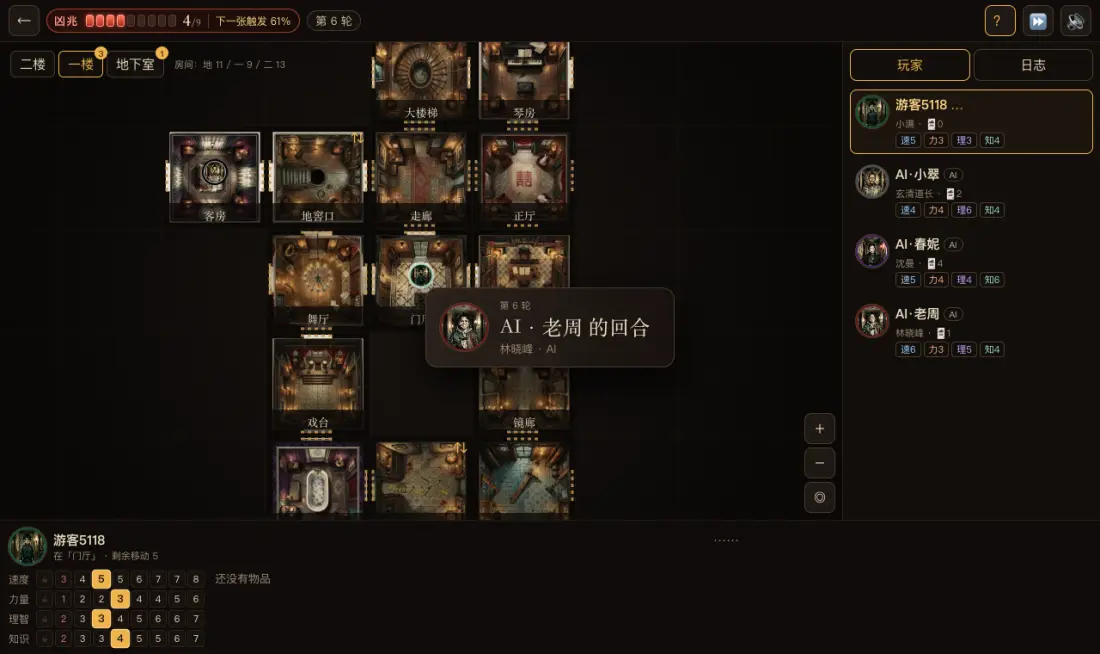 ←
凶兆 4/9 下一张触发 61% 第 6 轮 ?
二楼 一楼 3 地下室 1 房间: 地 11 / 一 9 / 二 13
玩家 日志
大楼梯 琴房
客房 地窖口 走廊 正厅
舞厅
戏台 镜廊
第 6 轮
AI · 老周 的回合
林晓峰 · AI
游客5118 ...
小满 · 0
速5 力3 理3 知4
AI·小翠 AI
玄清道长 · 2
速4 力4 理6 知4
AI·春妮 AI
沈曼 · 4
速5 力4 理4 知6
AI·老周 AI
林晓峰 · 1
速6 力3 理5 知4
+
−
◎
游客5118
在「门厅」 · 剩余移动 5
......
速度 3 4 5 5 6 7 7 8 还没有物品
力量 1 2 2 3 4 4 5 6
理智 2 3 3 4 5 6 6 7
知识 2 3 3 4 5 5 6 7